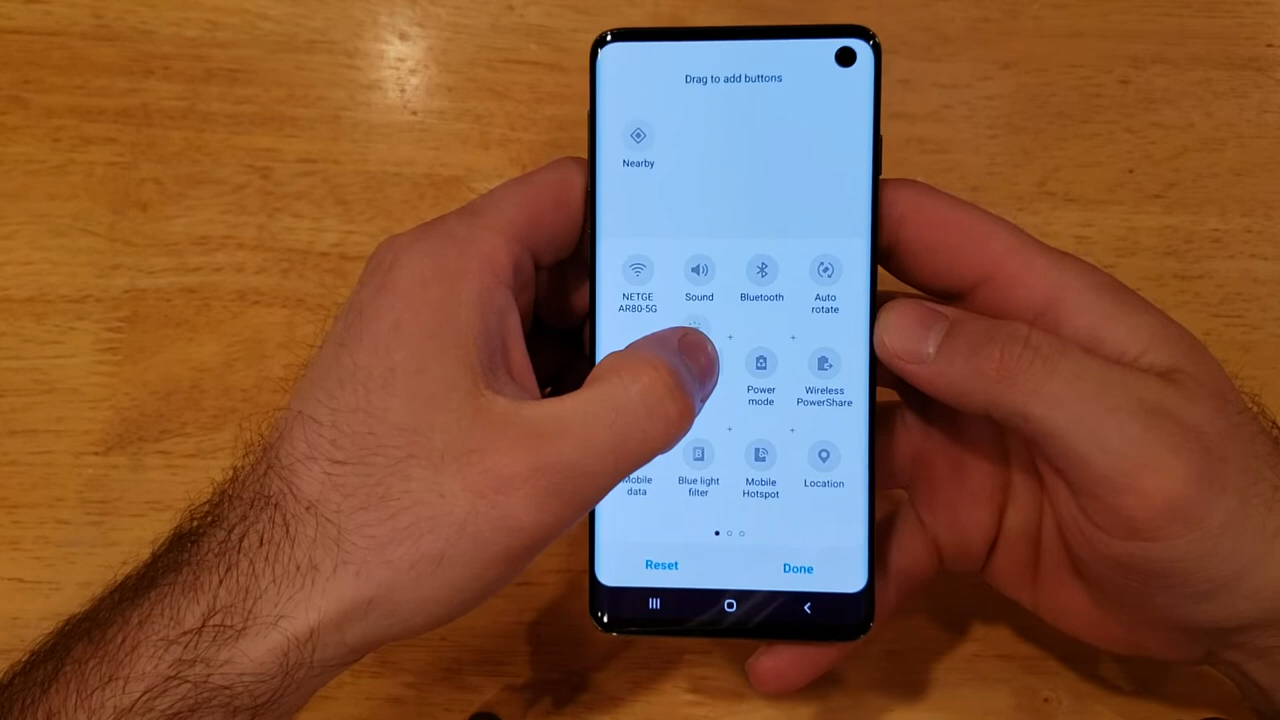 Drag to add buttons
Nearby
NETGE
AR80-5G
Sound
Bluetooth
Auto
rotate
Power
mode
Wireless
PowerShare
Mobile
data
Blue light
filter
Mobile
Hotspot
Location
Reset
Done